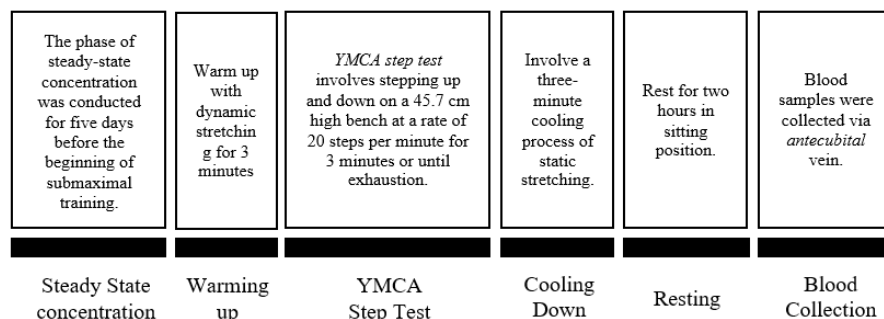 The phase of
steady-state
concentration
was conducted
for five days
before the
beginning of
submaximal
training.
Warm up
with
dynamic
stretchin
g for 3
minutes
YMCA step test
involves stepping up
and down on a 45.7 cm
high bench at a rate of
20 steps per minute for
3 minutes or until
exhaustion.
Involve a
three-
minute
cooling
process of
static
stretching.
Rest for two
hours in
sitting
position.
Blood
samples were
collected via
antecubital
vein.
Steady State
concentration
Warming
up
YMCA
Step Test
Cooling
Down
Resting
Blood
Collection